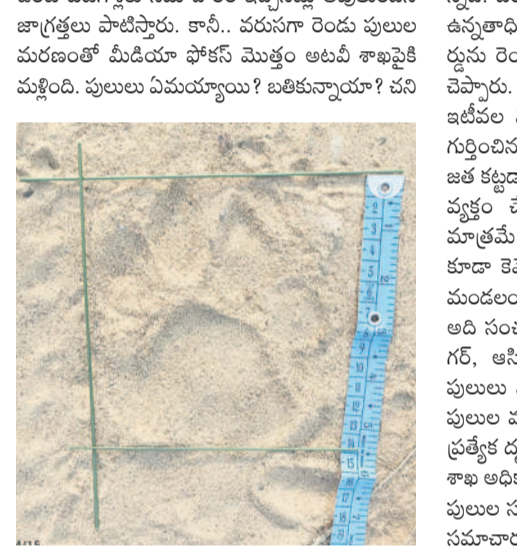 జాగ్రత్తలు పాటిస్తారు. కానీ.. వరుసగా రెండు పులుల
మరణంతో మీడియా ఫోకస్ మొత్తం అటవీ శాఖపైకి
మళ్లింది. పులులు ఏమయ్యాయి? బతికున్నాయా? చని
ఉన్నతాధి
ర్డును రెం
చెప్పారు.
ఇటీవల
గుర్తించిన
జత కట్టడా
వ్యక్తం చే
మాత్రమే
కూడా కెమె
మండలం
అది సంచ
గర్, ఆసి
పులులు
పులుల మ
ప్రత్యేక దృ
శాఖ అధిక
పులుల స
సమాచార